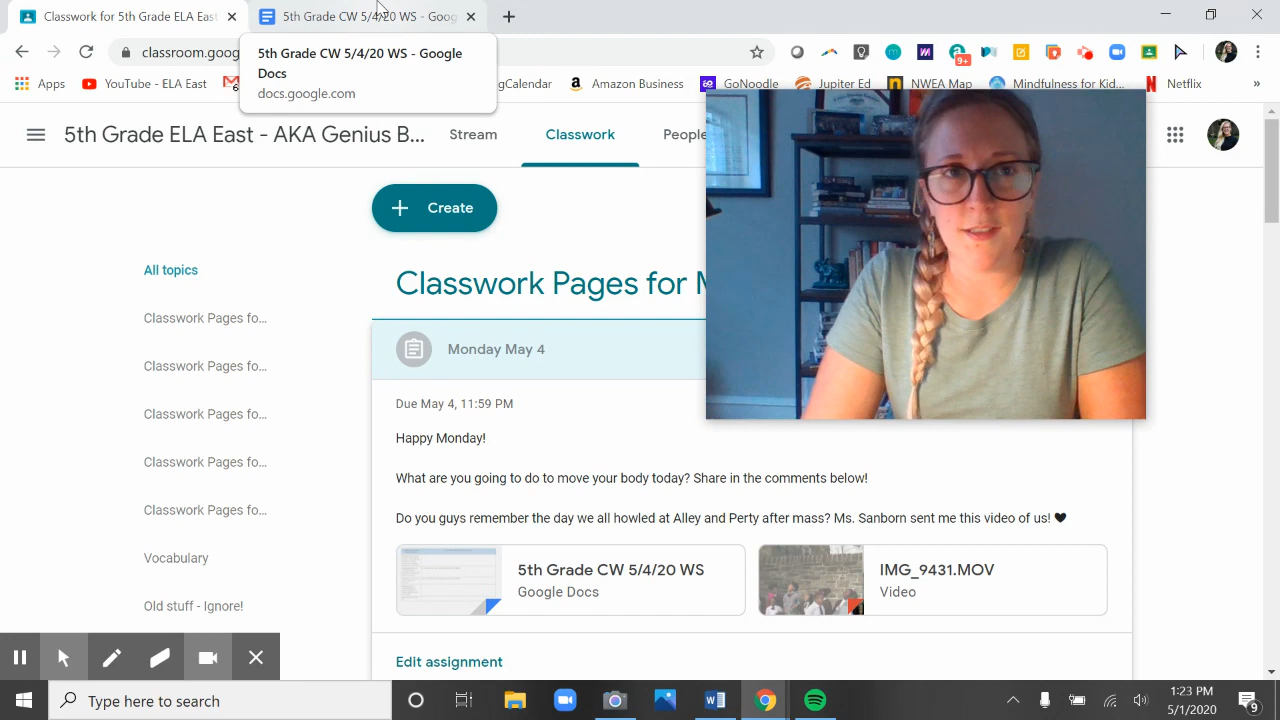 Classroom for 5th Grade ELA East
5th Grade CW 5/4/20 WS - Goog
5th Grade CW 5/4/20 WS - Google
Docs
docs.google.com
classroom.goog
9+
Apps
YouTube - ELA East
gCalendar
Amazon Business
GoNoodle
Jupiter Ed
NWEA Map
Mindfulness for Kid...
Netflix
»
5th Grade ELA East - AKA Genius B...
Stream
Classwork
People
Create
All topics
Classwork Pages fo...
Classwork Pages fo...
Classwork Pages fo...
Classwork Pages fo...
Classwork Pages fo...
Vocabulary
Old stuff - Ignore!
Classwork Pages for M
Monday May 4
Due May 4, 11:59 PM
Happy Monday!
What are you going to do to move your body today? Share in the comments below!
Do you guys remember the day we all howled at Alley and Perty after mass? Ms. Sanborn sent me this video of us! ♥
5th Grade CW 5/4/20 WS
Google Docs
IMG_9431.MOV
Video
Edit assignment
Type here to search
1:23 PM
5/1/2020
9